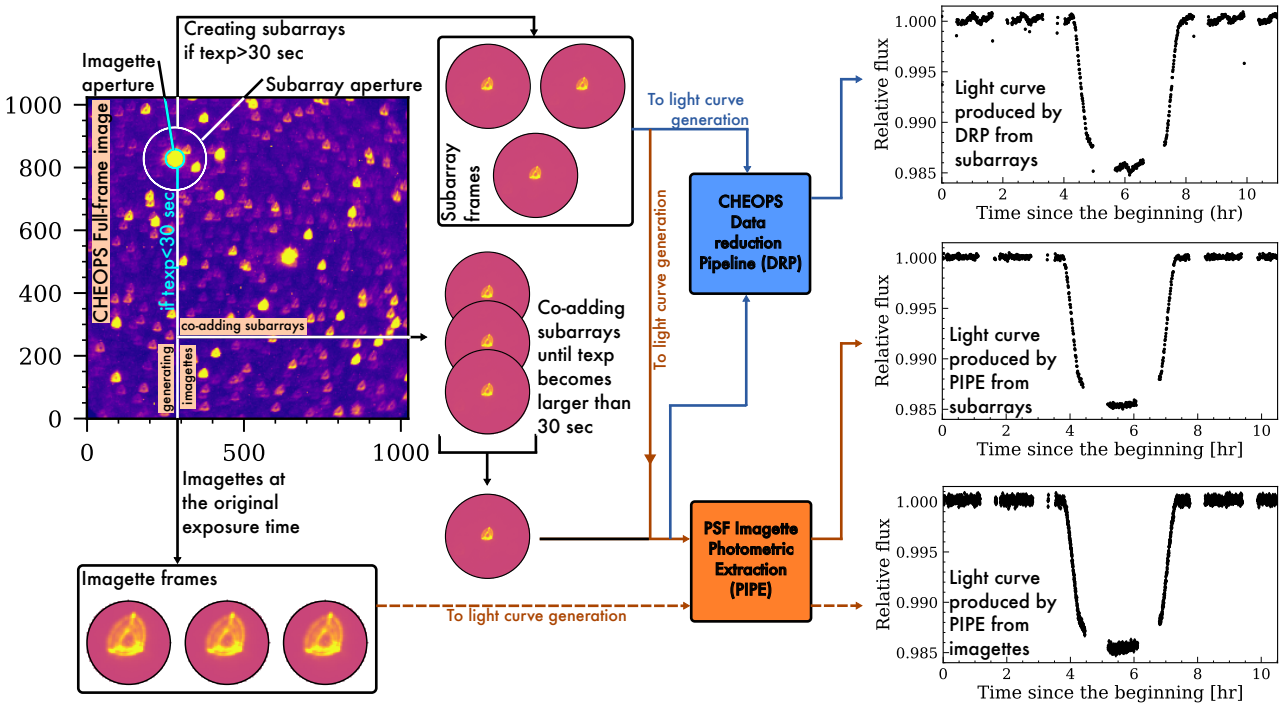 Creating subarrays
if texp>30 sec
Imagette
aperture
Subarray aperture
CHEOPS Full-frame image
1000
800
600
400
200
0
0
500
1000
if texp<30 sec
co-adding subarrays
generating
imagettes
Subarray
frames
To light curve
generation
To light curve generation
Co-adding
subarrays
until texp
becomes
larger than
30 sec
Imagettes at
the original
exposure time
Imagette frames
To light curve generation
CHEOPS
Data
reduction
Pipeline (DRP)
PSF Imagette
Photometric
Extraction
(PIPE)
Relative flux
1.000
0.995
0.990
0.985
Light curve
produced by
DRP from
subarrays
0
2
4
6
8
10
Time since the beginning (hr)
Relative flux
1.000
0.995
0.990
0.985
Light curve
produced by
PIPE from
subarrays
0
2
4
6
8
10
Time since the beginning [hr]
Relative flux
1.000
0.995
0.990
0.985
Light curve
produced by
PIPE from
imagettes
0
2
4
6
8
10
Time since the beginning [hr]